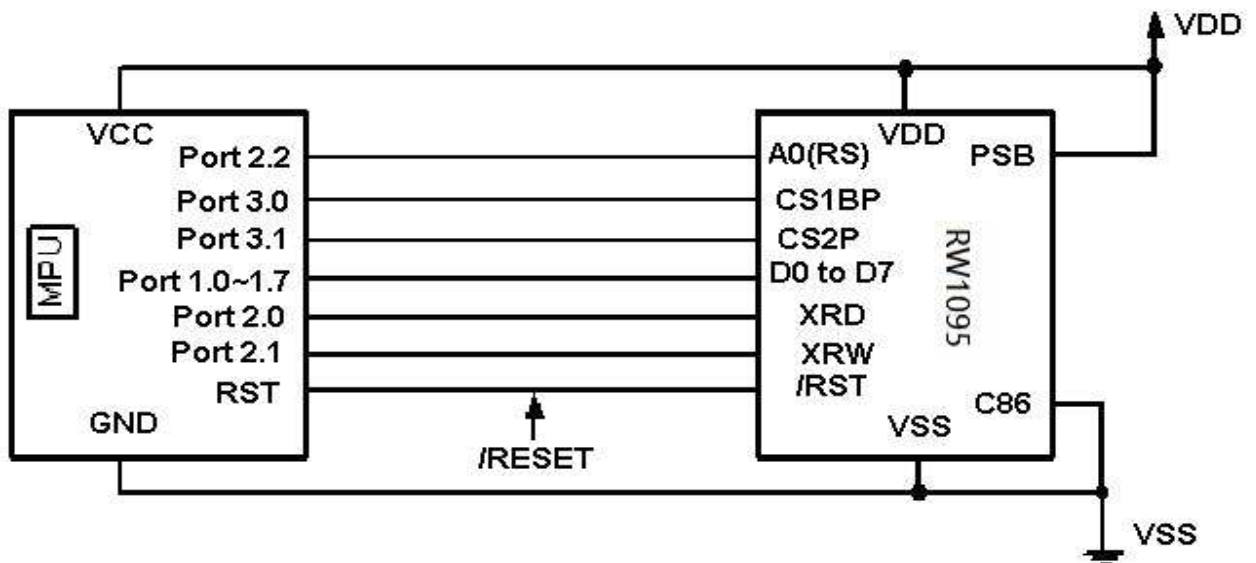 VDD
VCC
VDD
Port 2.2
A0(RS)
PSB
Port 3.0
CS1BP
Port 3.1
CS2P
MPU
RW1095
Port 1.0~1.7
D0 to D7
Port 2.0
XRD
Port 2.1
XRW
RST
/RST
C86
GND
VSS
/RESET
VSS